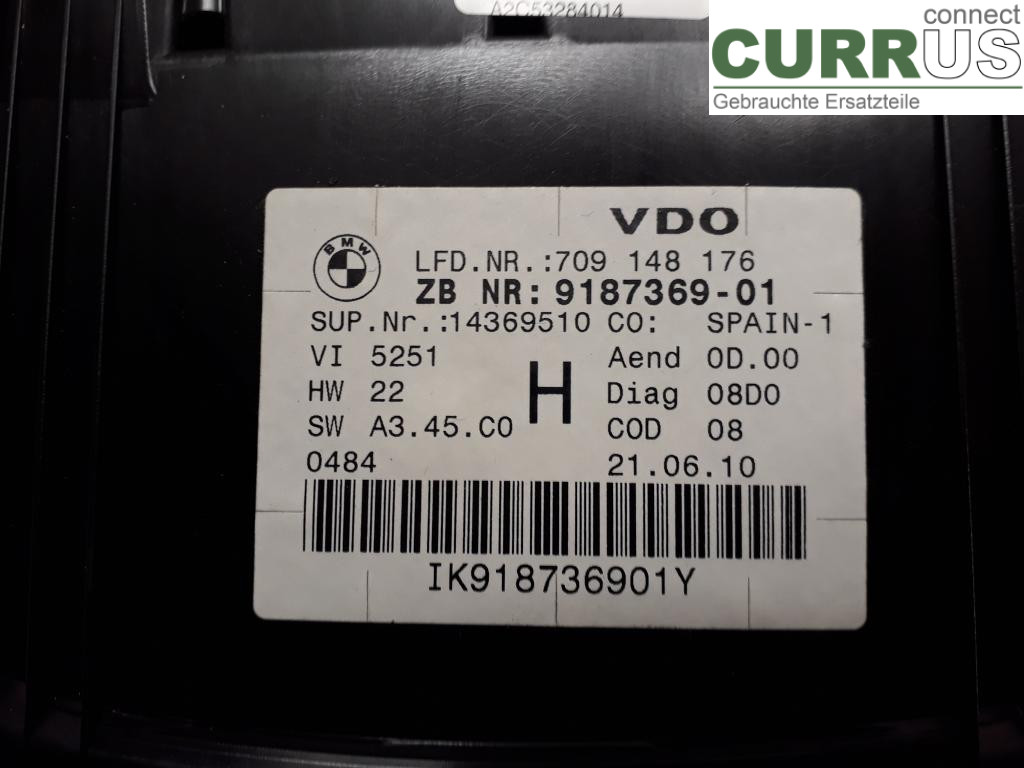 A2C53284014
connect
CURRUS
Gebrauchte Ersatzteile
VDO
BMW
LFD.NR.:709 148 176
ZB NR: 9187369-01
SUP.Nr.:14369510 CO: SPAIN-1
VI 5251 Aend 0D.00
H
HW 22 Diag 08D0
SW A3.45.C0 COD 08
0484 21.06.10
IK918736901Y